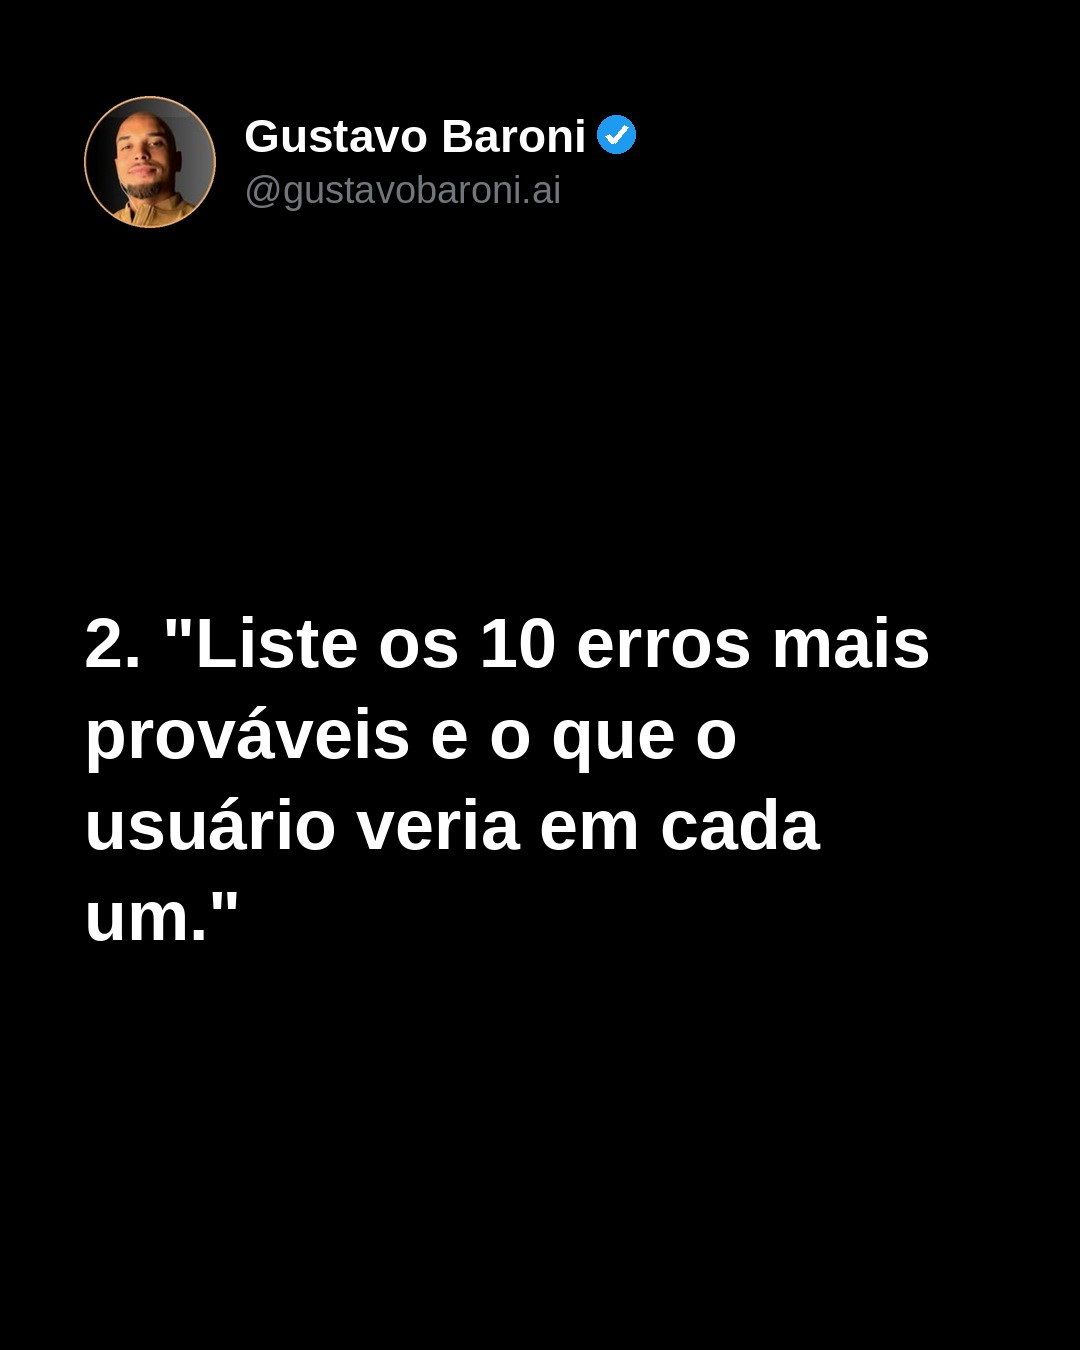 Gustavo Baroni
@gustavobaroni.ai
2. "Liste os 10 erros mais
prováveis e o que o
usuário veria em cada
um."